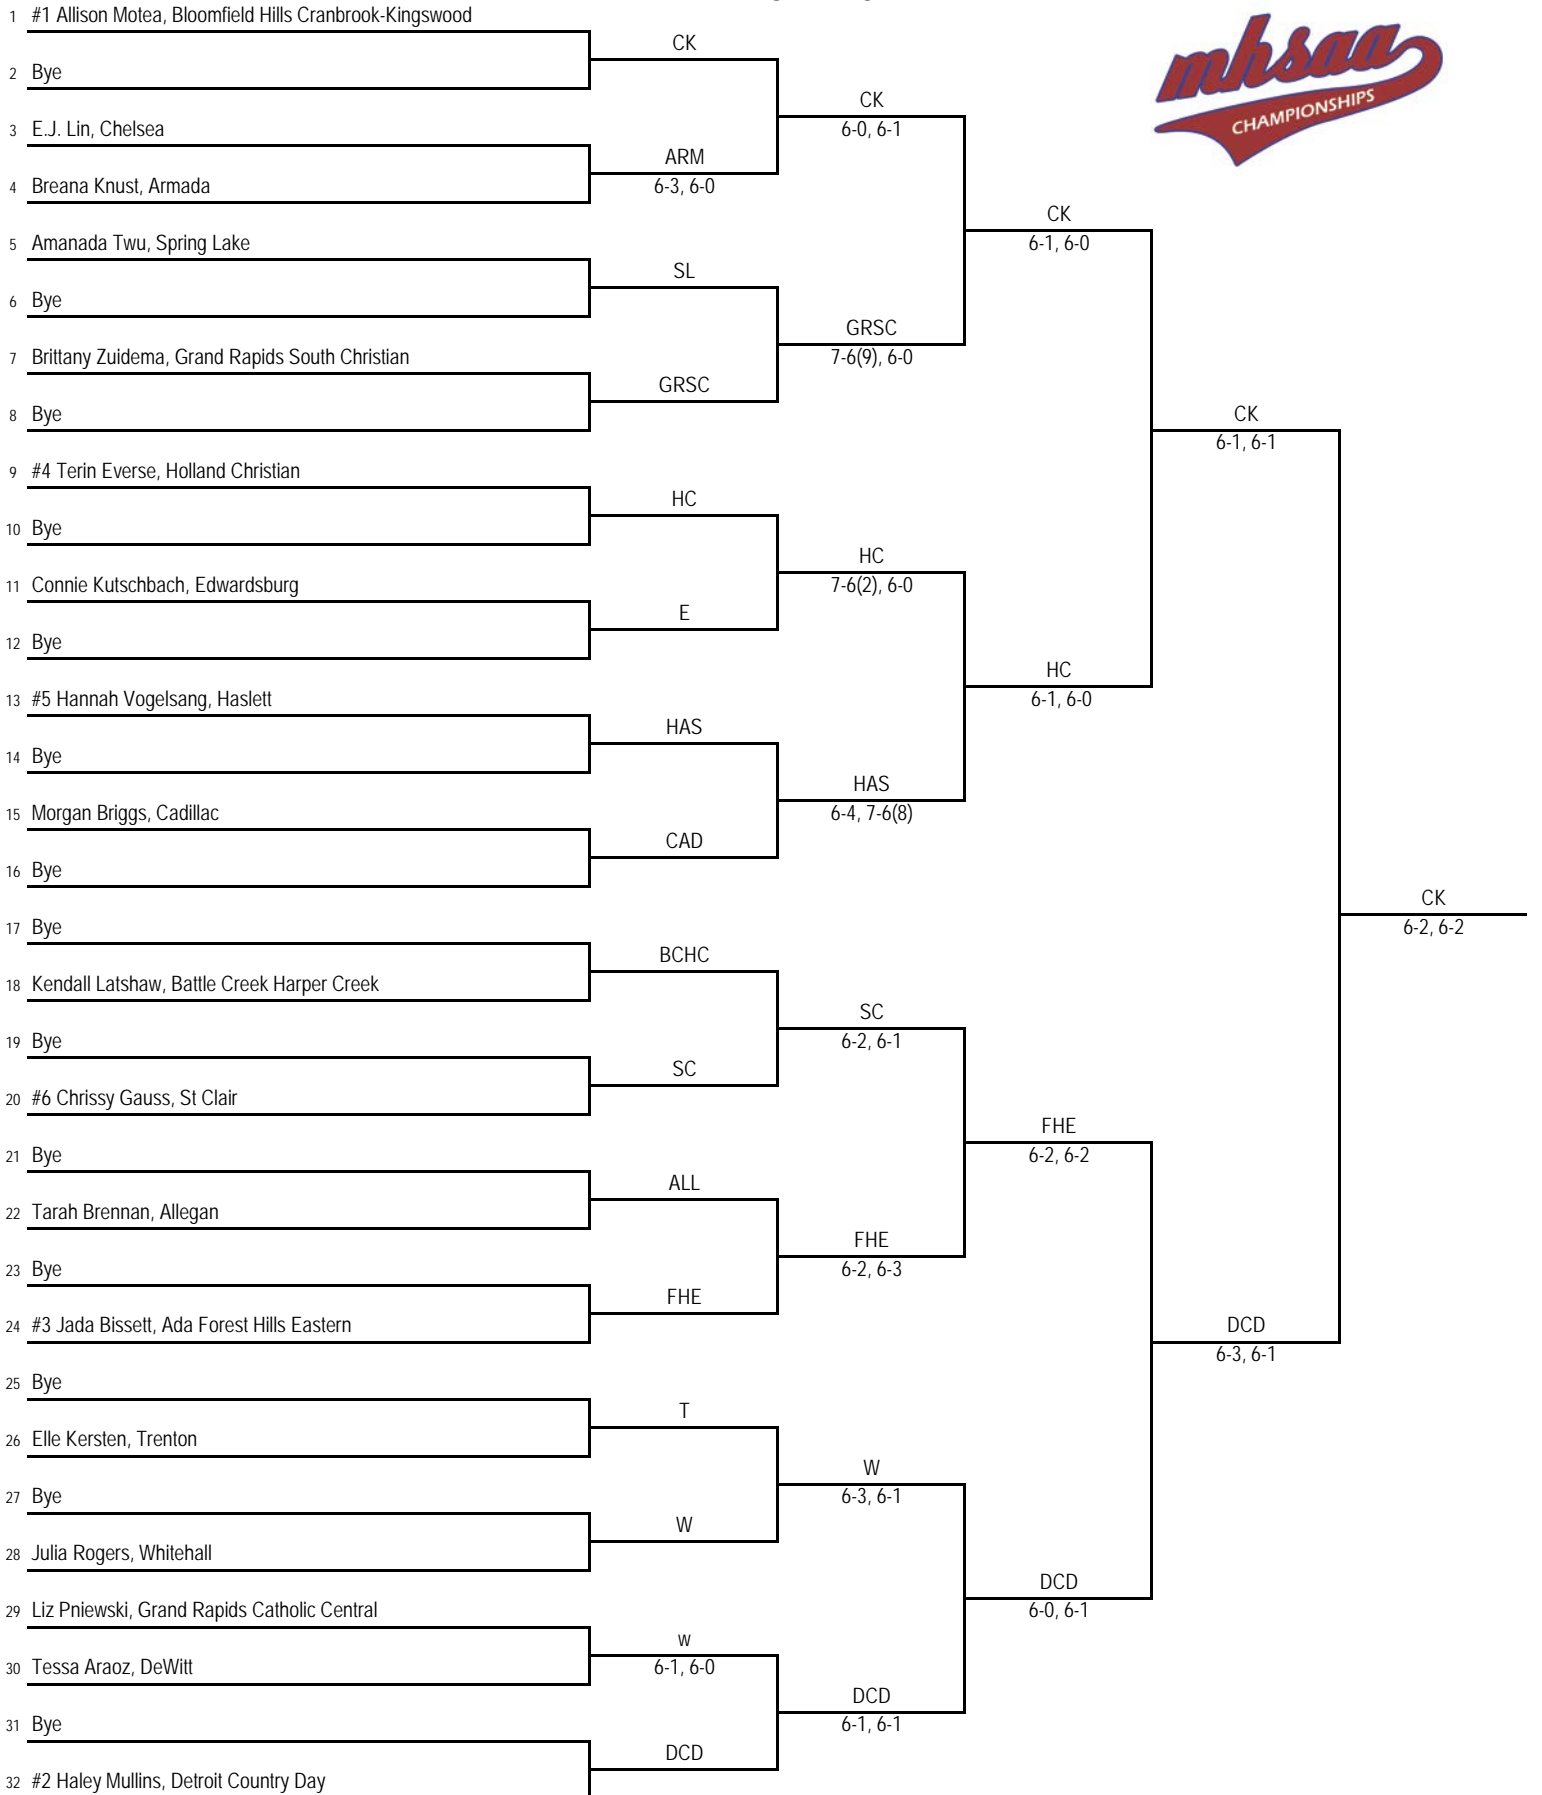 1 #1 Allison Motea, Bloomfield Hills Cranbrook-Kingswood
CK
2 Bye
CK
6-0, 6-1
3 E.J. Lin, Chelsea
ARM
6-3, 6-0
4 Breana Knust, Armada
CK
6-1, 6-0
5 Amanada Twu, Spring Lake
SL
6 Bye
GRSC
7-6(9), 6-0
7 Brittany Zuidema, Grand Rapids South Christian
GRSC
8 Bye
CK
6-1, 6-1
9 #4 Terin Everse, Holland Christian
HC
10 Bye
HC
7-6(2), 6-0
11 Connie Kutschbach, Edwardsburg
E
12 Bye
HC
6-1, 6-0
13 #5 Hannah Vogelsang, Haslett
HAS
14 Bye
HAS
6-4, 7-6(8)
15 Morgan Briggs, Cadillac
CAD
16 Bye
CK
6-2, 6-2
17 Bye
BCHC
18 Kendall Latshaw, Battle Creek Harper Creek
SC
6-2, 6-1
19 Bye
SC
20 #6 Chrissy Gauss, St Clair
FHE
6-2, 6-2
21 Bye
ALL
22 Tarah Brennan, Allegan
FHE
6-2, 6-3
23 Bye
FHE
24 #3 Jada Bissett, Ada Forest Hills Eastern
DCD
6-3, 6-1
25 Bye
T
26 Elle Kersten, Trenton
W
6-3, 6-1
27 Bye
W
28 Julia Rogers, Whitehall
DCD
6-0, 6-1
29 Liz Pniewski, Grand Rapids Catholic Central
w
6-1, 6-0
30 Tessa Araoz, DeWitt
DCD
6-1, 6-1
31 Bye
DCD
32 #2 Haley Mullins, Detroit Country Day
mhsaa
CHAMPIONSHIPS